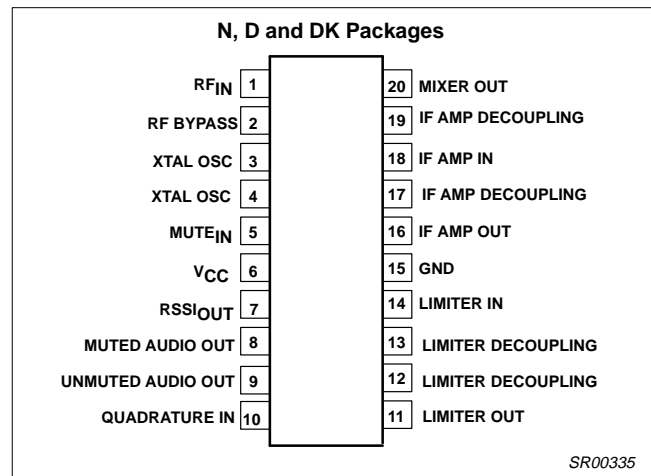 N, D and DK Packages
RFIN 1
RF BYPASS 2
XTAL OSC 3
XTAL OSC 4
MUTEIN 5
VCC 6
RSSIOUT 7
MUTED AUDIO OUT 8
UNMUTED AUDIO OUT 9
QUADRATURE IN 10
20 MIXER OUT
19 IF AMP DECOUPLING
18 IF AMP IN
17 IF AMP DECOUPLING
16 IF AMP OUT
15 GND
14 LIMITER IN
13 LIMITER DECOUPLING
12 LIMITER DECOUPLING
11 LIMITER OUT
SR00335